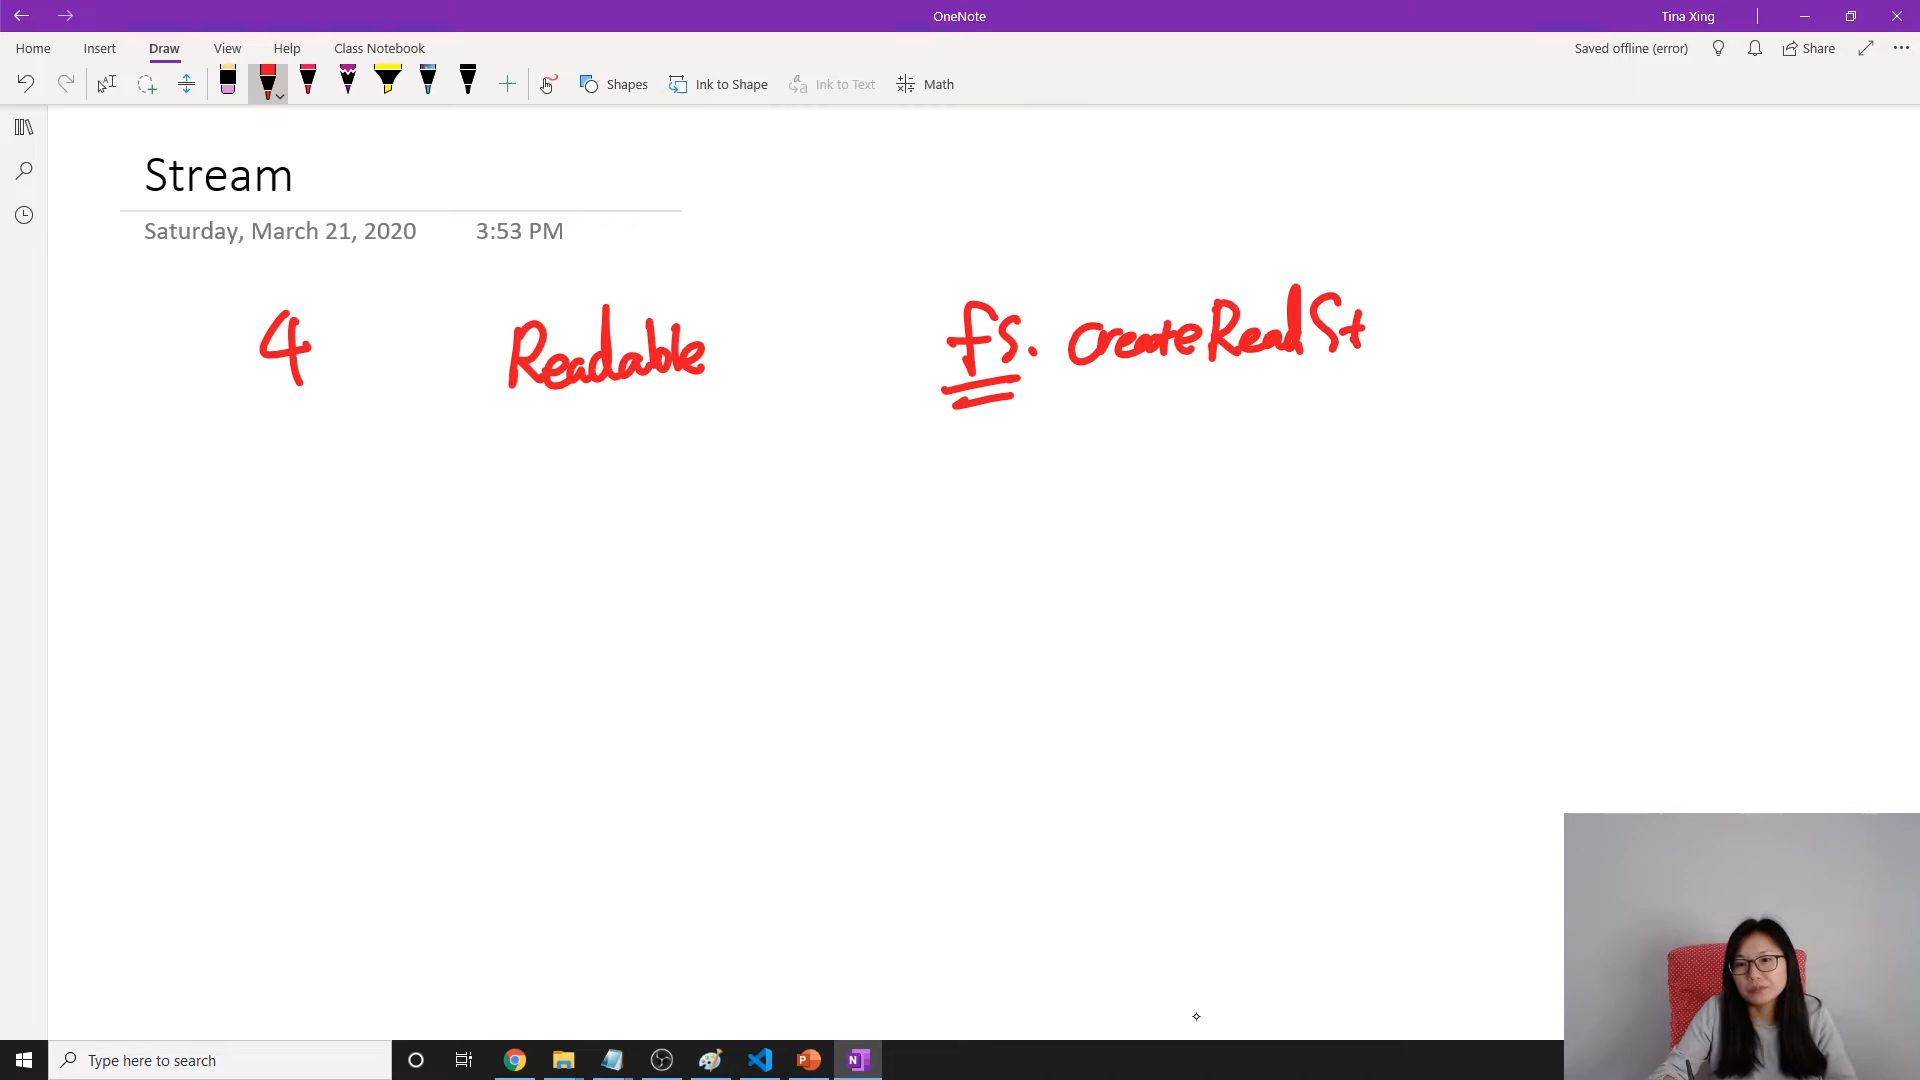 OneNote
Tina Xing
Home Insert Draw View Help Class Notebook
Saved offline (error) Share
Shapes Ink to Shape Ink to Text Math
Stream
Saturday, March 21, 2020 3:53 PM
4 Readable fs. createReadSt
Type here to search